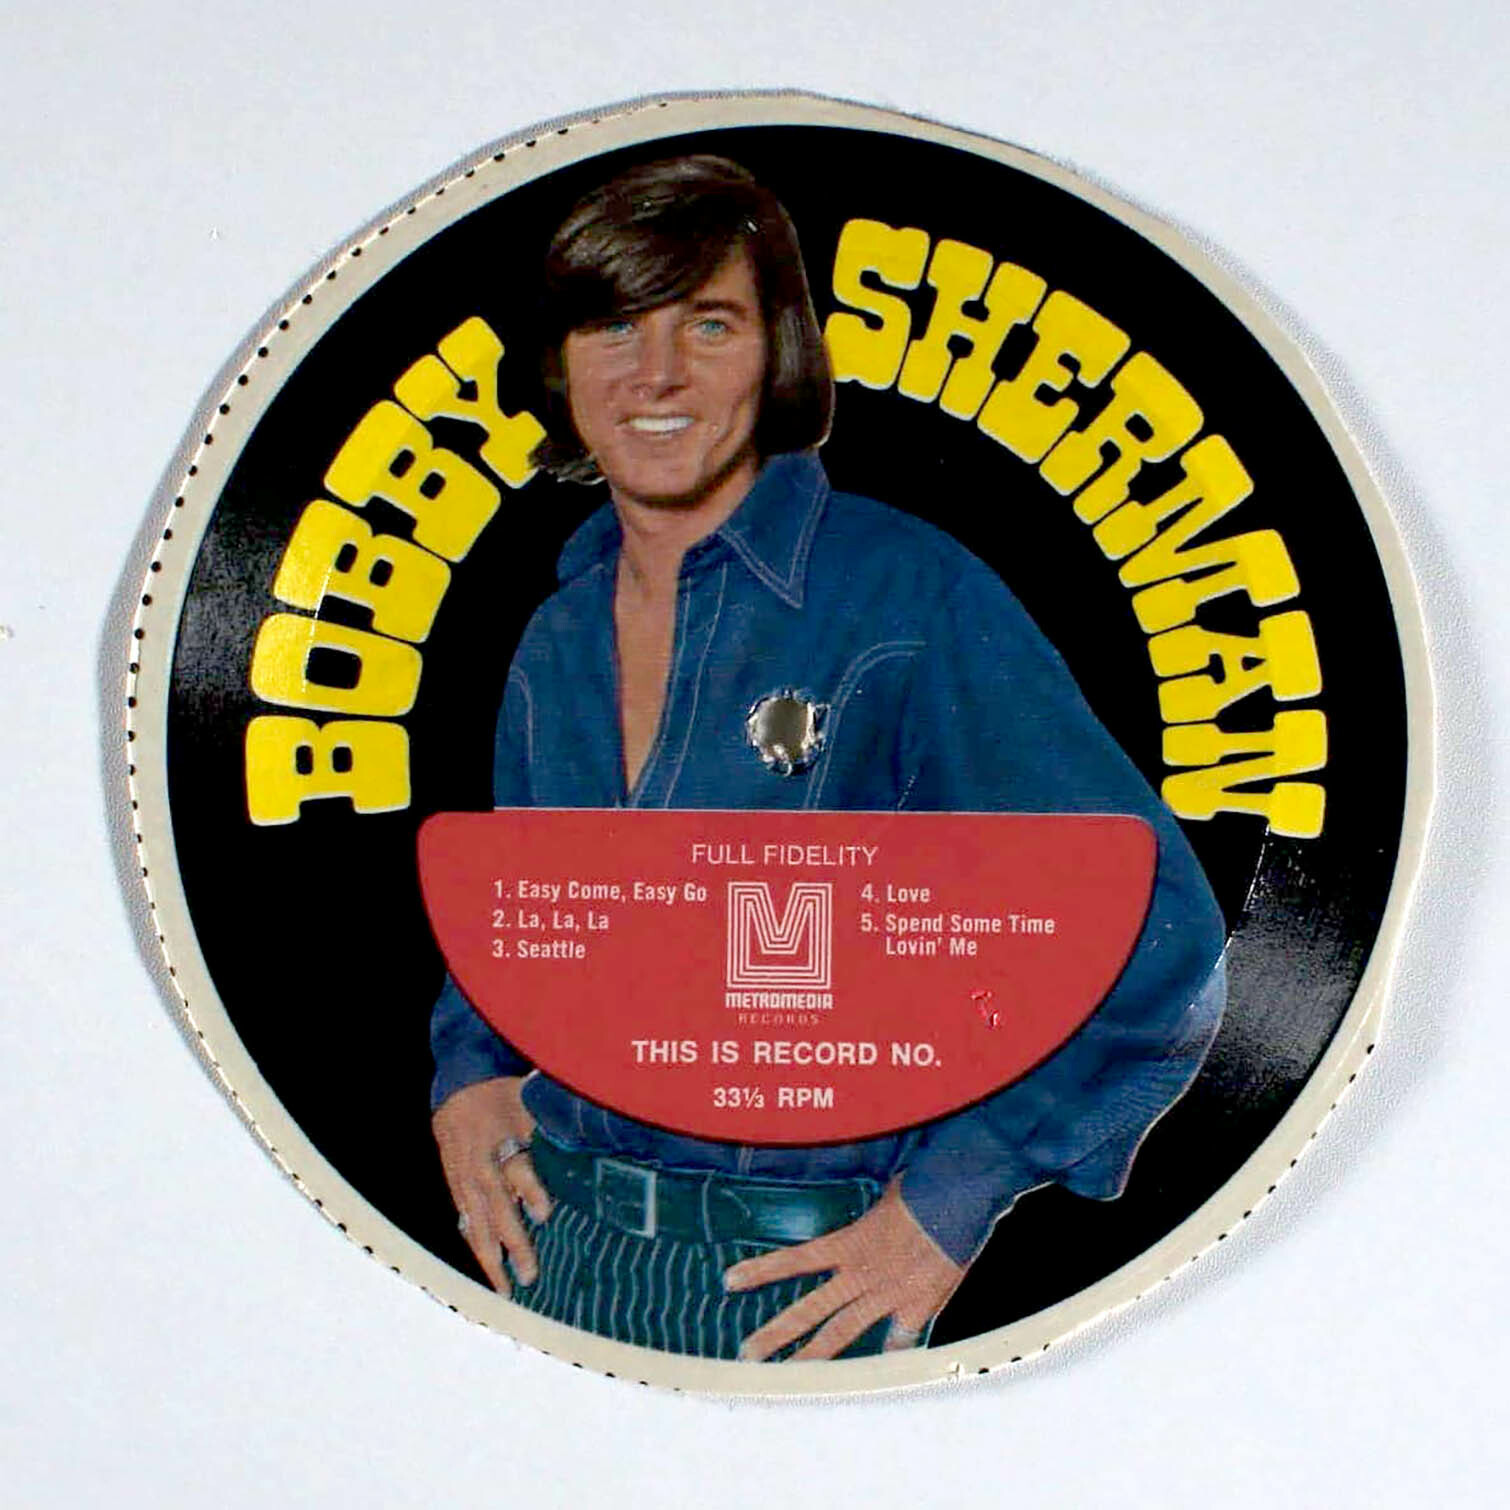 BOBBY SHERMAN
FULL FIDELITY
1. Easy Come, Easy Go
2. La, La, La
3. Seattle
4. Love
5. Spend Some Time
Lovin' Me
METROMEDIA
RECORDS
THIS IS RECORD NO.
33⅓ RPM